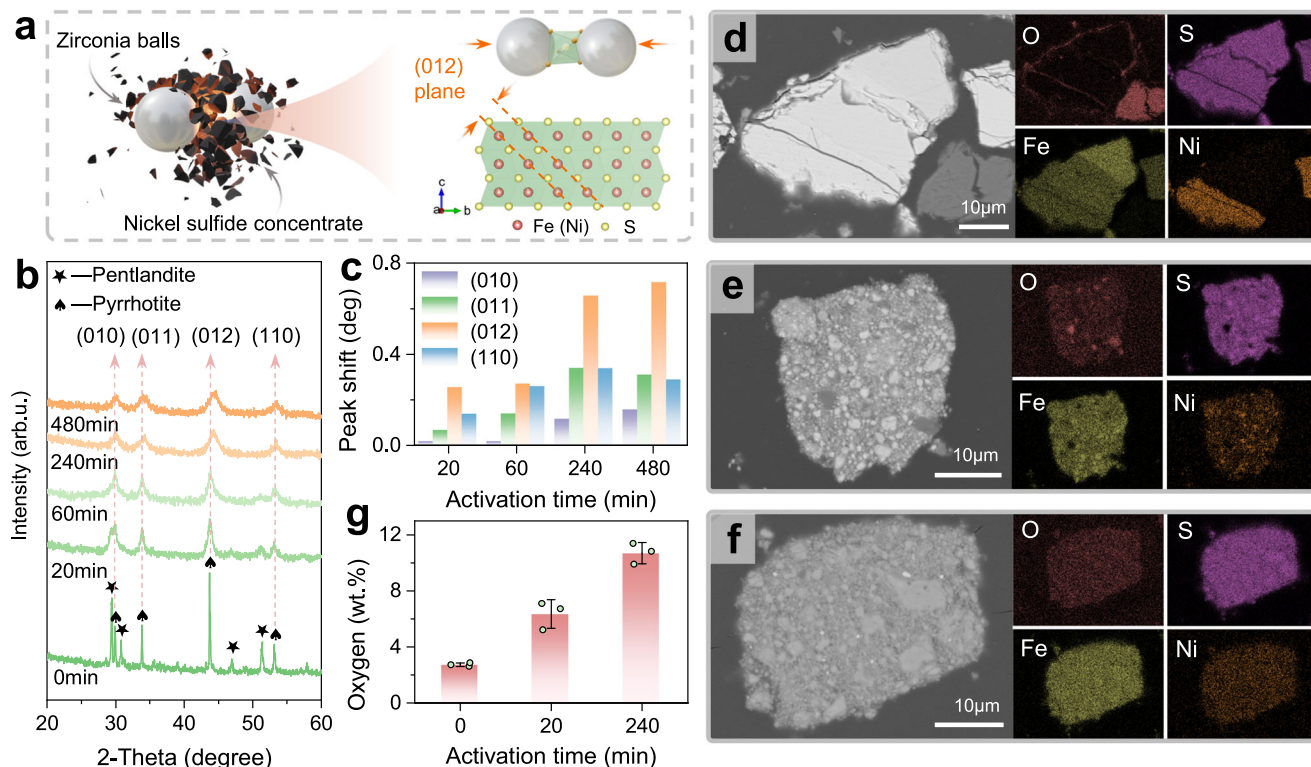 a
Zirconia balls
Nickel sulfide concentrate
(012)
plane
c
a
b
Fe (Ni)
S
b
★—Pentlandite
♠—Pyrrhotite
(010)
(011)
(012)
(110)
480min
240min
60min
20min
0min
Intensity (arb.u.)
20
30
40
50
60
2-Theta (degree)
c
0.8
0.4
0.0
Peak shift (deg)
(010)
(011)
(012)
(110)
20
60
240
480
Activation time (min)
g
12
9
6
3
0
Oxygen (wt.%)
0
20
240
Activation time (min)
d
10μm
O
S
Fe
Ni
e
10μm
O
S
Fe
Ni
f
10μm
O
S
Fe
Ni